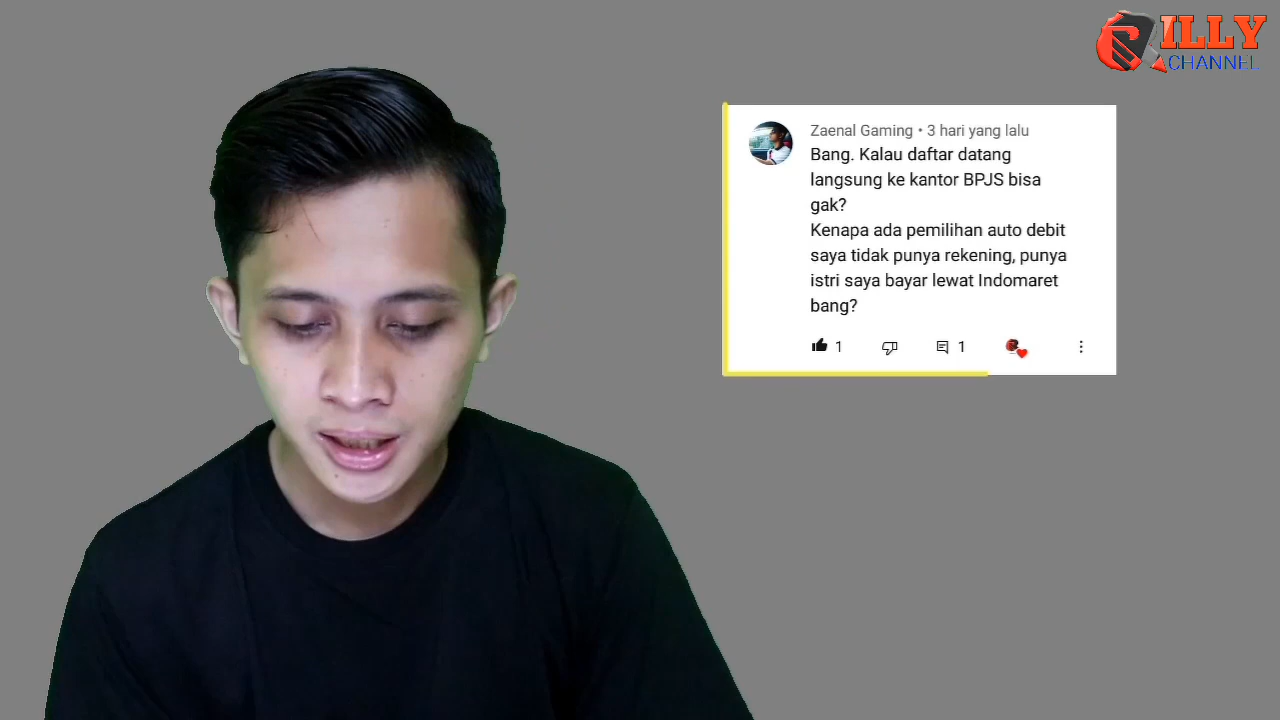 RILLY
CHANNEL
Zaenal Gaming • 3 hari yang lalu
Bang. Kalau daftar datang
langsung ke kantor BPJS bisa
gak?
Kenapa ada pemilihan auto debit
saya tidak punya rekening, punya
istri saya bayar lewat Indomaret
bang?
1
1